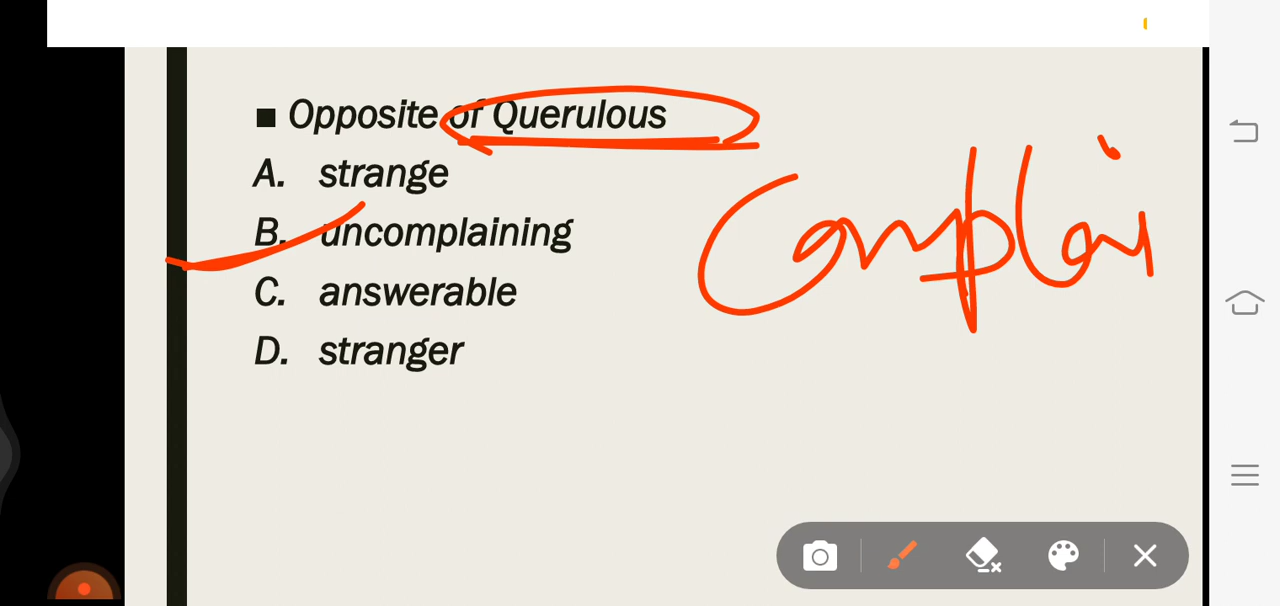 ■ Opposite of Querulous
A. strange
B. uncomplaining
C. answerable
D. stranger
Complai